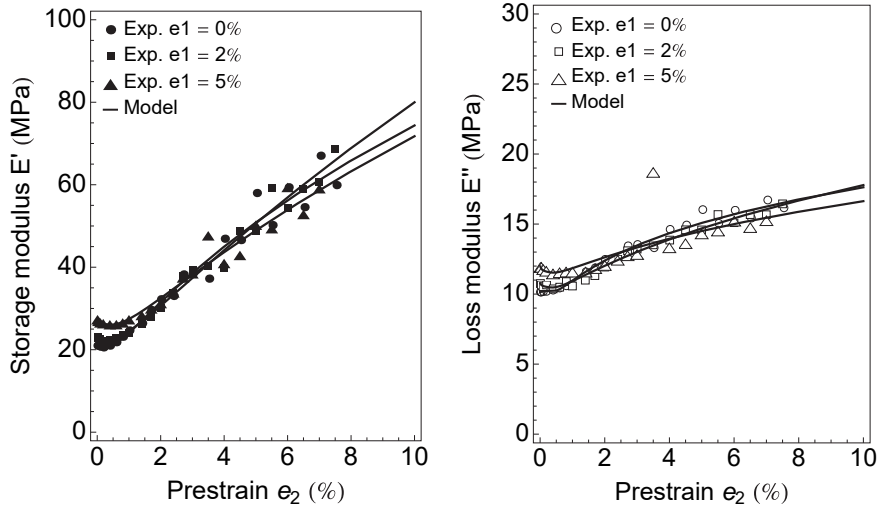 100
80
60
40
20
0
Storage modulus E' (MPa)
Exp. e1 = 0%
Exp. e1 = 2%
Exp. e1 = 5%
Model
0 2 4 6 8 10
Prestrain e₂ (%)
30
25
20
15
10
5
0
Loss modulus E'' (MPa)
Exp. e1 = 0%
Exp. e1 = 2%
Exp. e1 = 5%
Model
0 2 4 6 8 10
Prestrain e₂ (%)